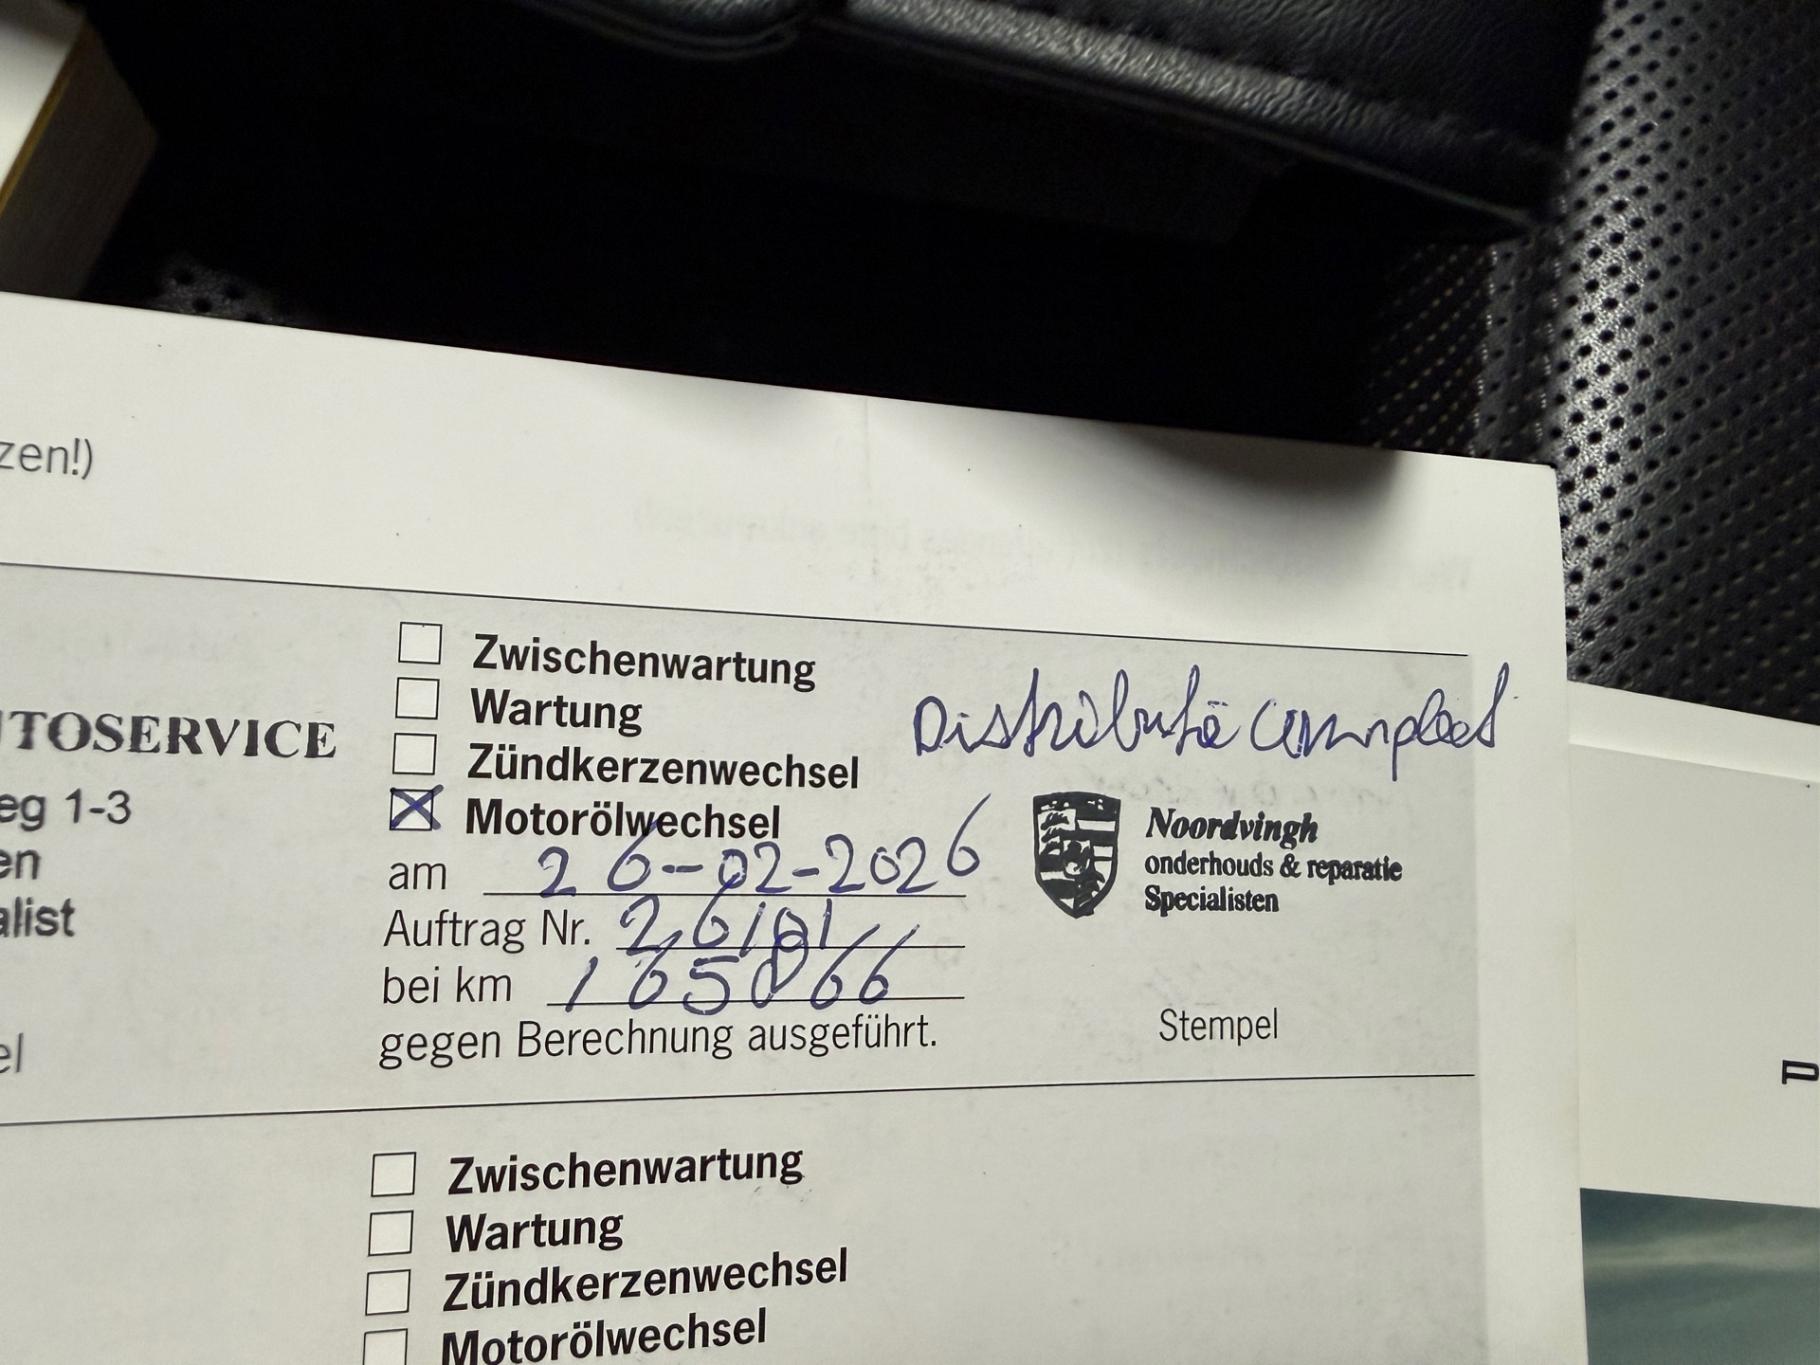 zen!)
TOSERVICE
eg 1-3
en
alist
el
Zwischenwartung
Wartung
Zündkerzenwechsel
Motorölwechsel
am 26-02-2026
Auftrag Nr. 26101
bei km 165066
gegen Berechnung ausgeführt.
Distributie compleet
Noordvingh
onderhouds & reparatie
Specialisten
Stempel
Zwischenwartung
Wartung
Zündkerzenwechsel
Motorölwechsel